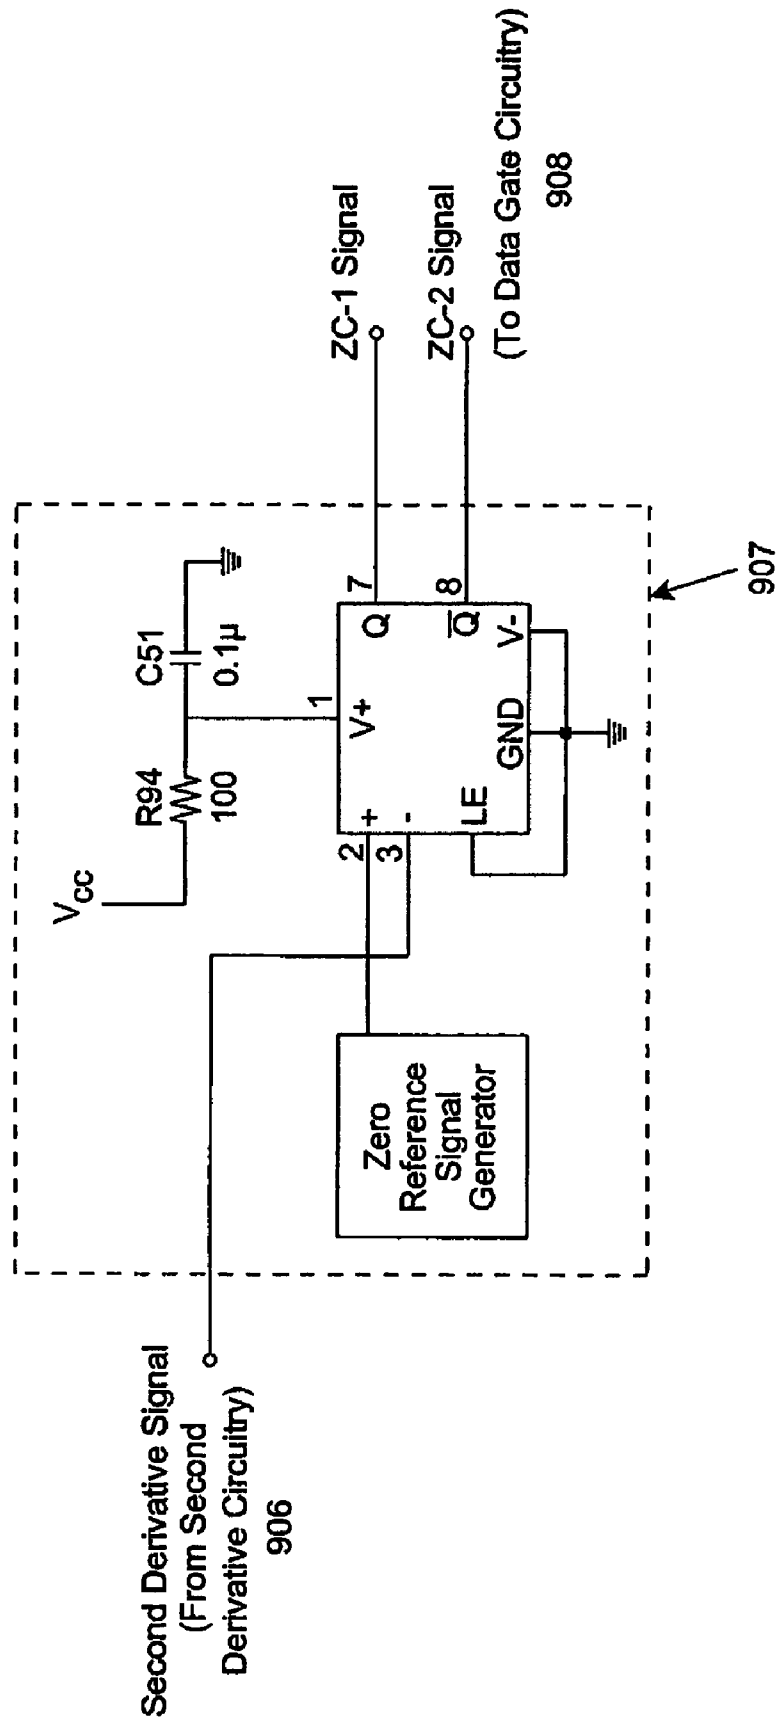 V_CC
R94
100
C51
0.1μ
1
V+
2
+
3
-
LE
GND
V-
Q
7
Q̅
8
ZC-1 Signal
ZC-2 Signal
(To Data Gate Circuitry)
908
Zero
Reference
Signal
Generator
Second Derivative Signal
(From Second
Derivative Circuitry)
906
907